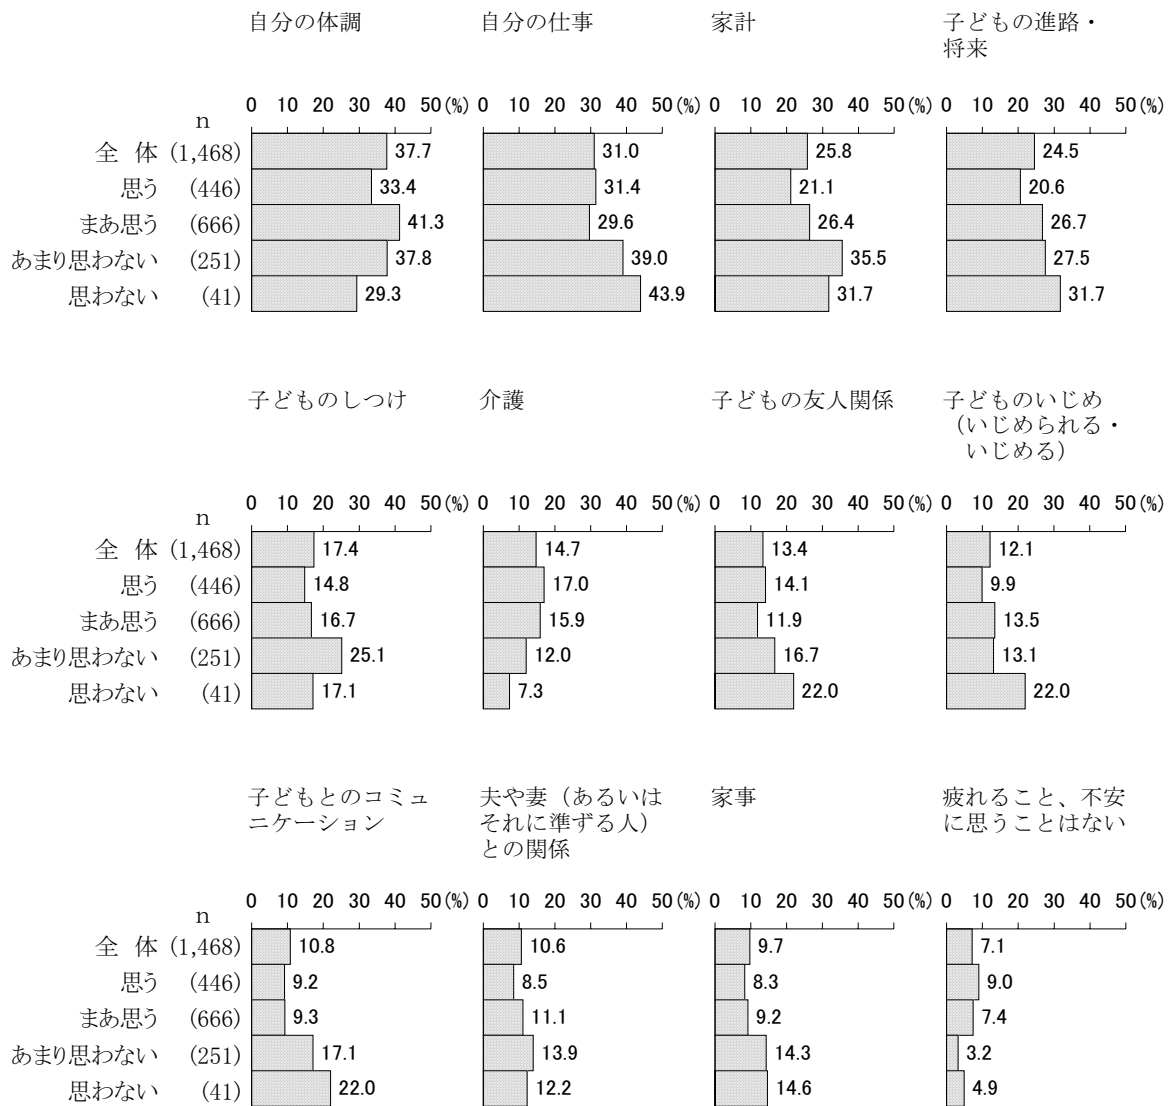 自分の体調 自分の仕事 家計 子どもの進路・
将来
0 10 20 30 40 50(%) 0 10 20 30 40 50(%) 0 10 20 30 40 50(%) 0 10 20 30 40 50(%)
n
全 体 (1,468) 37.7 31.0 25.8 24.5
思う (446) 33.4 31.4 21.1 20.6
まあ思う (666) 41.3 29.6 26.4 26.7
あまり思わない (251) 37.8 39.0 35.5 27.5
思わない (41) 29.3 43.9 31.7 31.7
子どものしつけ 介護 子どもの友人関係 子どものいじめ
（いじめられる・
いじめる）
0 10 20 30 40 50(%) 0 10 20 30 40 50(%) 0 10 20 30 40 50(%) 0 10 20 30 40 50(%)
n
全 体 (1,468) 17.4 14.7 13.4 12.1
思う (446) 14.8 17.0 14.1 9.9
まあ思う (666) 16.7 15.9 11.9 13.5
あまり思わない (251) 25.1 12.0 16.7 13.1
思わない (41) 17.1 7.3 22.0 22.0
子どもとのコミュ 夫や妻（あるいは 家事 疲れること、不安
ニケーション それに準ずる人） に思うことはない
との関係
0 10 20 30 40 50(%) 0 10 20 30 40 50(%) 0 10 20 30 40 50(%) 0 10 20 30 40 50(%)
n
全 体 (1,468) 10.8 10.6 9.7 7.1
思う (446) 9.2 8.5 8.3 9.0
まあ思う (666) 9.3 11.1 9.2 7.4
あまり思わない (251) 17.1 13.9 14.3 3.2
思わない (41) 22.0 12.2 14.6 4.9